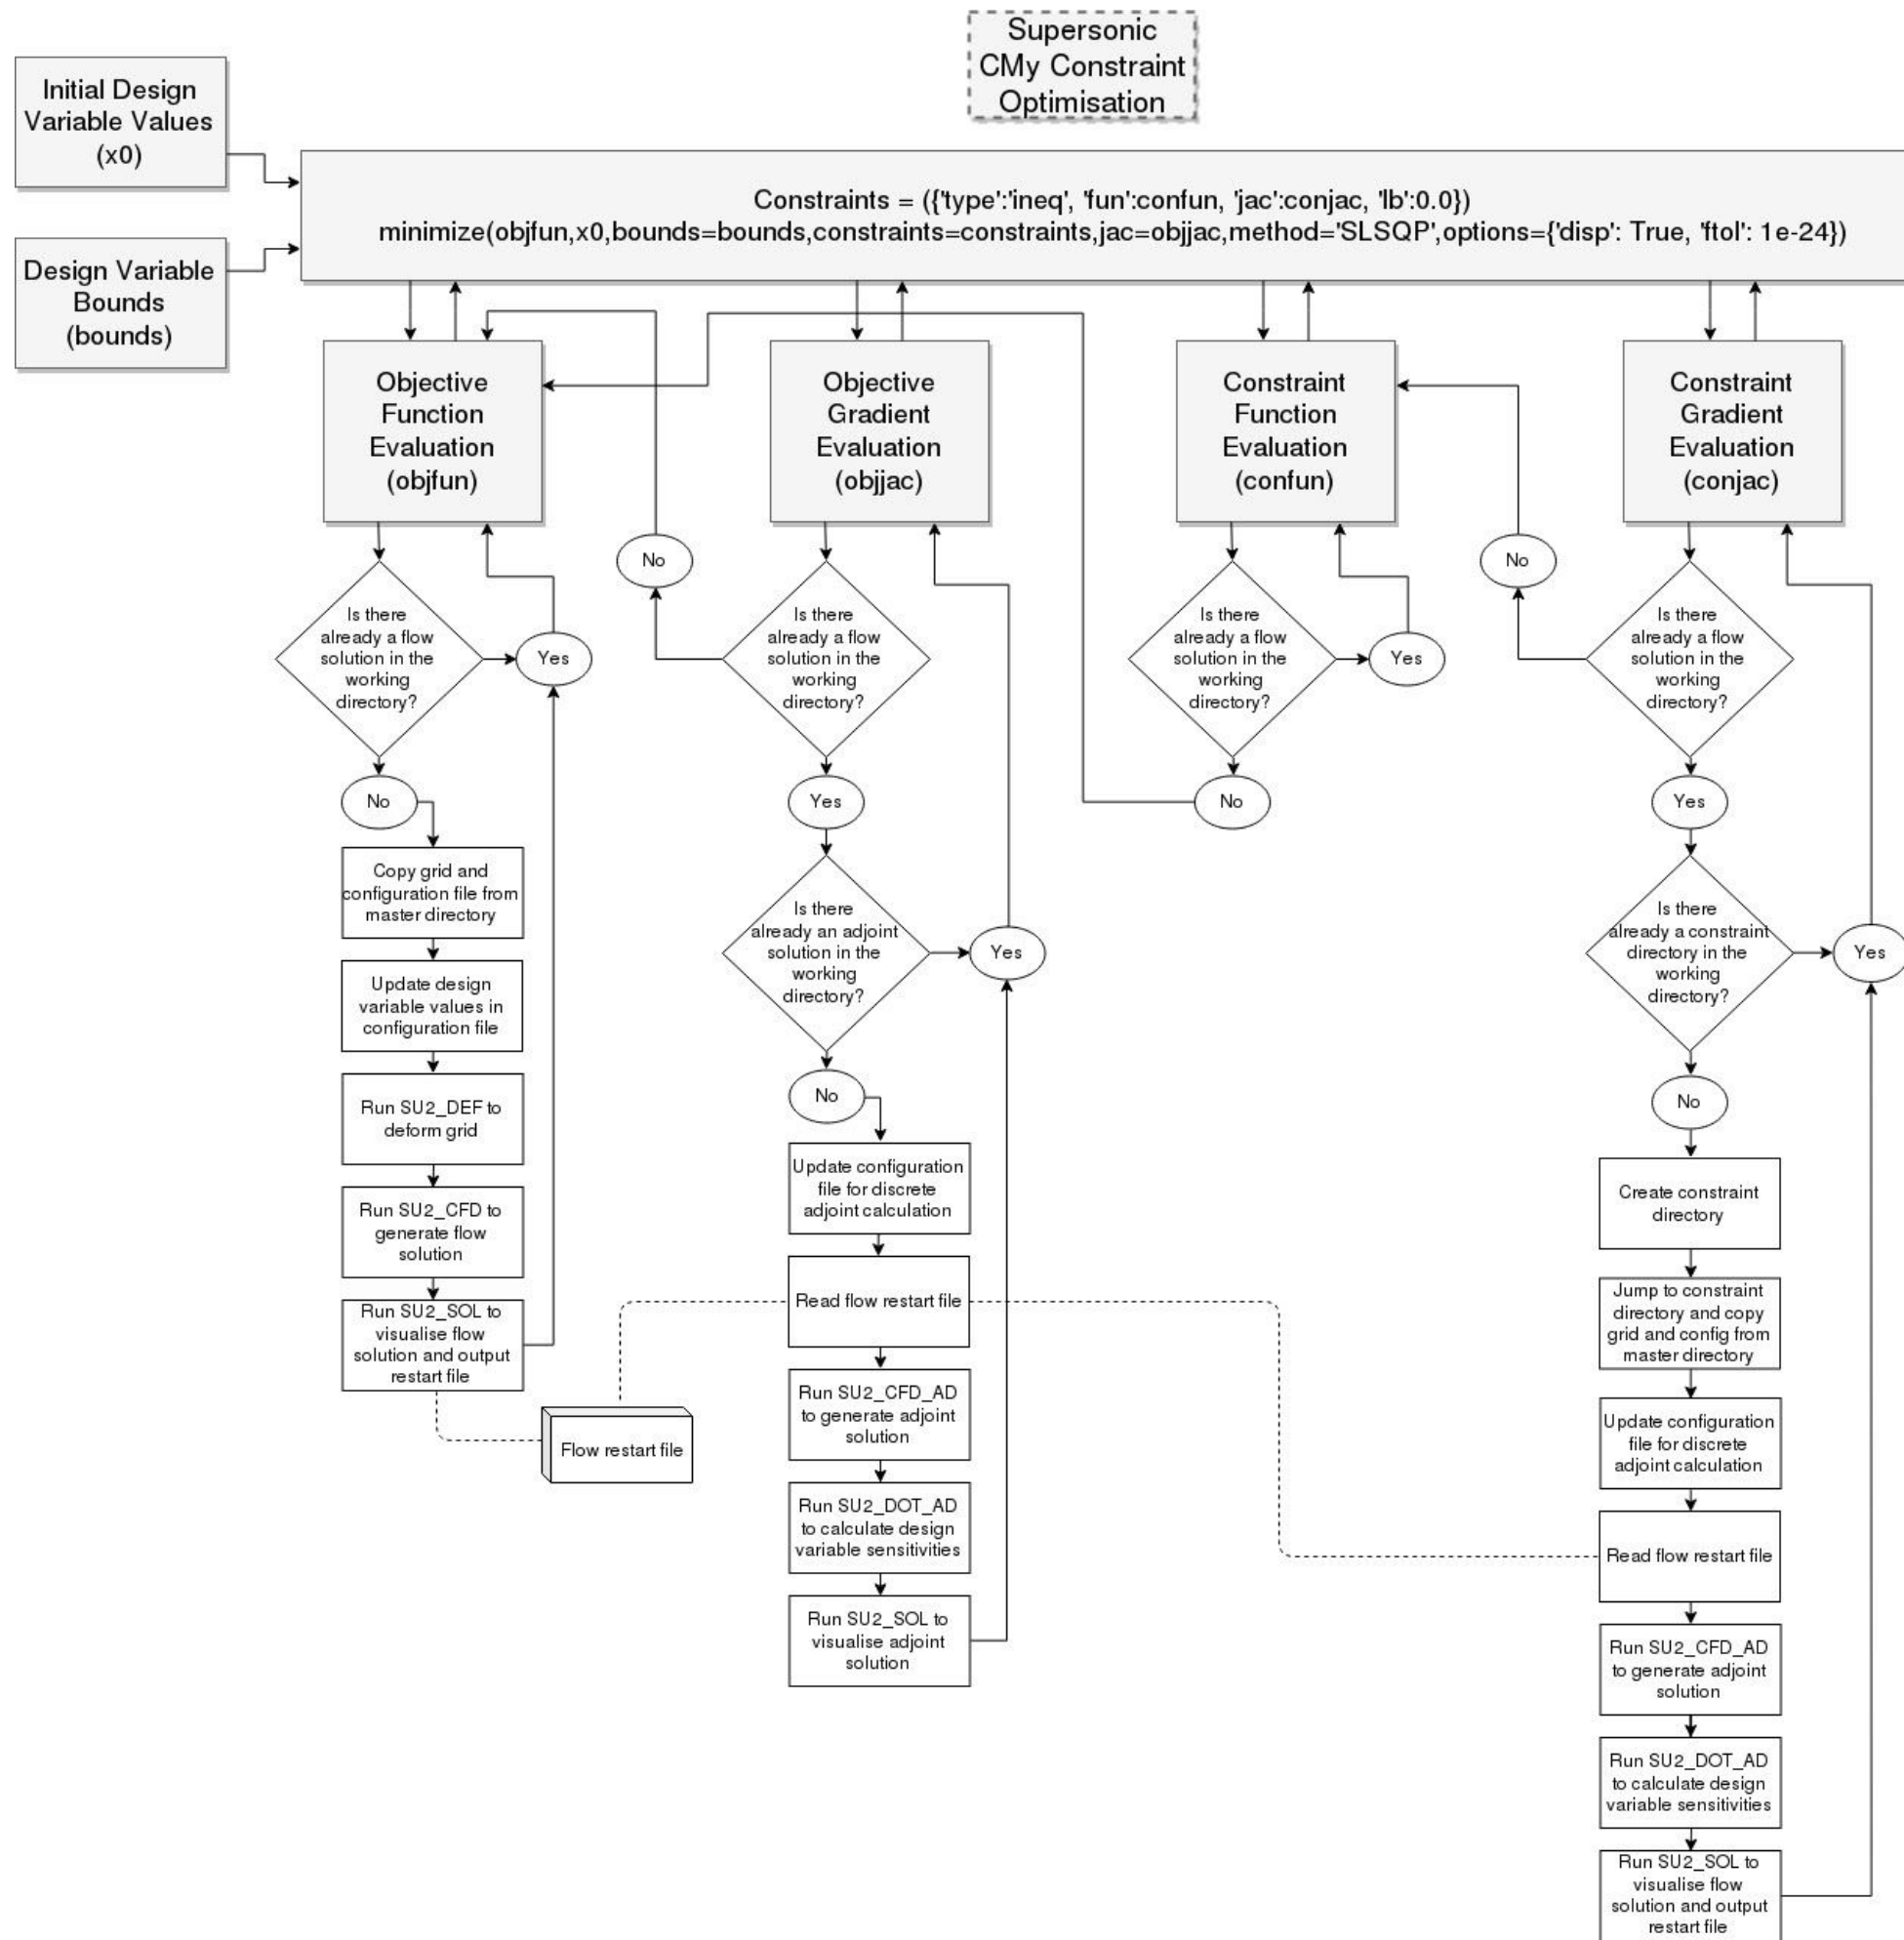 Supersonic
CMy Constraint
Optimisation
Initial Design
Variable Values
(x0)
Design Variable
Bounds
(bounds)
Constraints = ({'type':'ineq', 'fun':confun, 'jac':conjac, 'lb':0.0})
minimize(objfun,x0,bounds=bounds,constraints=constraints,jac=objjac,method='SLSQP',options={'disp': True, 'ftol': 1e-24})
Objective
Function
Evaluation
(objfun)
Is there
already a flow
solution in the
working
directory?
Yes
No
Copy grid and
configuration file from
master directory
Update design
variable values in
configuration file
Run SU2_DEF to
deform grid
Run SU2_CFD to
generate flow
solution
Run SU2_SOL to
visualise flow
solution and output
restart file
Flow restart file
Objective
Gradient
Evaluation
(objjac)
No
Is there
already a flow
solution in the
working
directory?
Yes
Is there
already an adjoint
solution in the
working
directory?
Yes
No
Update configuration
file for discrete
adjoint calculation
Read flow restart file
Run SU2_CFD_AD
to generate adjoint
solution
Run SU2_DOT_AD
to calculate design
variable sensitivities
Run SU2_SOL to
visualise adjoint
solution
Constraint
Function
Evaluation
(confun)
Is there
already a flow
solution in the
working
directory?
Yes
No
Constraint
Gradient
Evaluation
(conjac)
No
Is there
already a flow
solution in the
working
directory?
Yes
Is there
already a constraint
directory in the
working
directory?
Yes
No
Create constraint
directory
Jump to constraint
directory and copy
grid and config from
master directory
Update configuration
file for discrete
adjoint calculation
Read flow restart file
Run SU2_CFD_AD
to generate adjoint
solution
Run SU2_DOT_AD
to calculate design
variable sensitivities
Run SU2_SOL to
visualise flow
solution and output
restart file